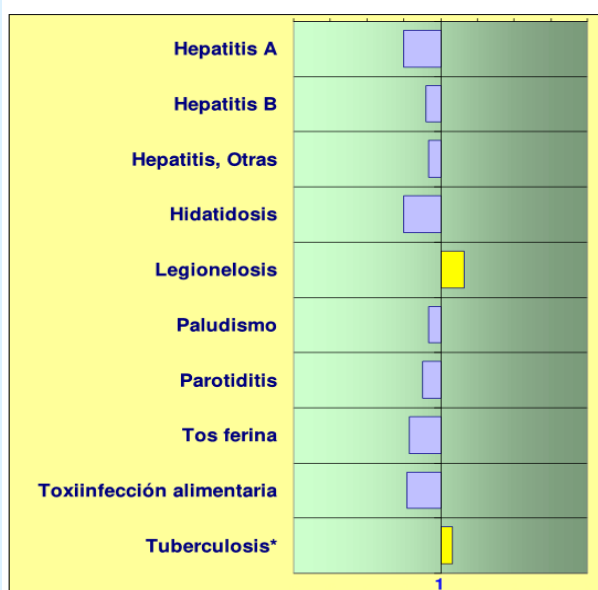 Hepatitis A
Hepatitis B
Hepatitis, Otras
Hidatidosis
Legionelosis
Paludismo
Parotiditis
Tos ferina
Toxiinfección alimentaria
Tuberculosis*
1